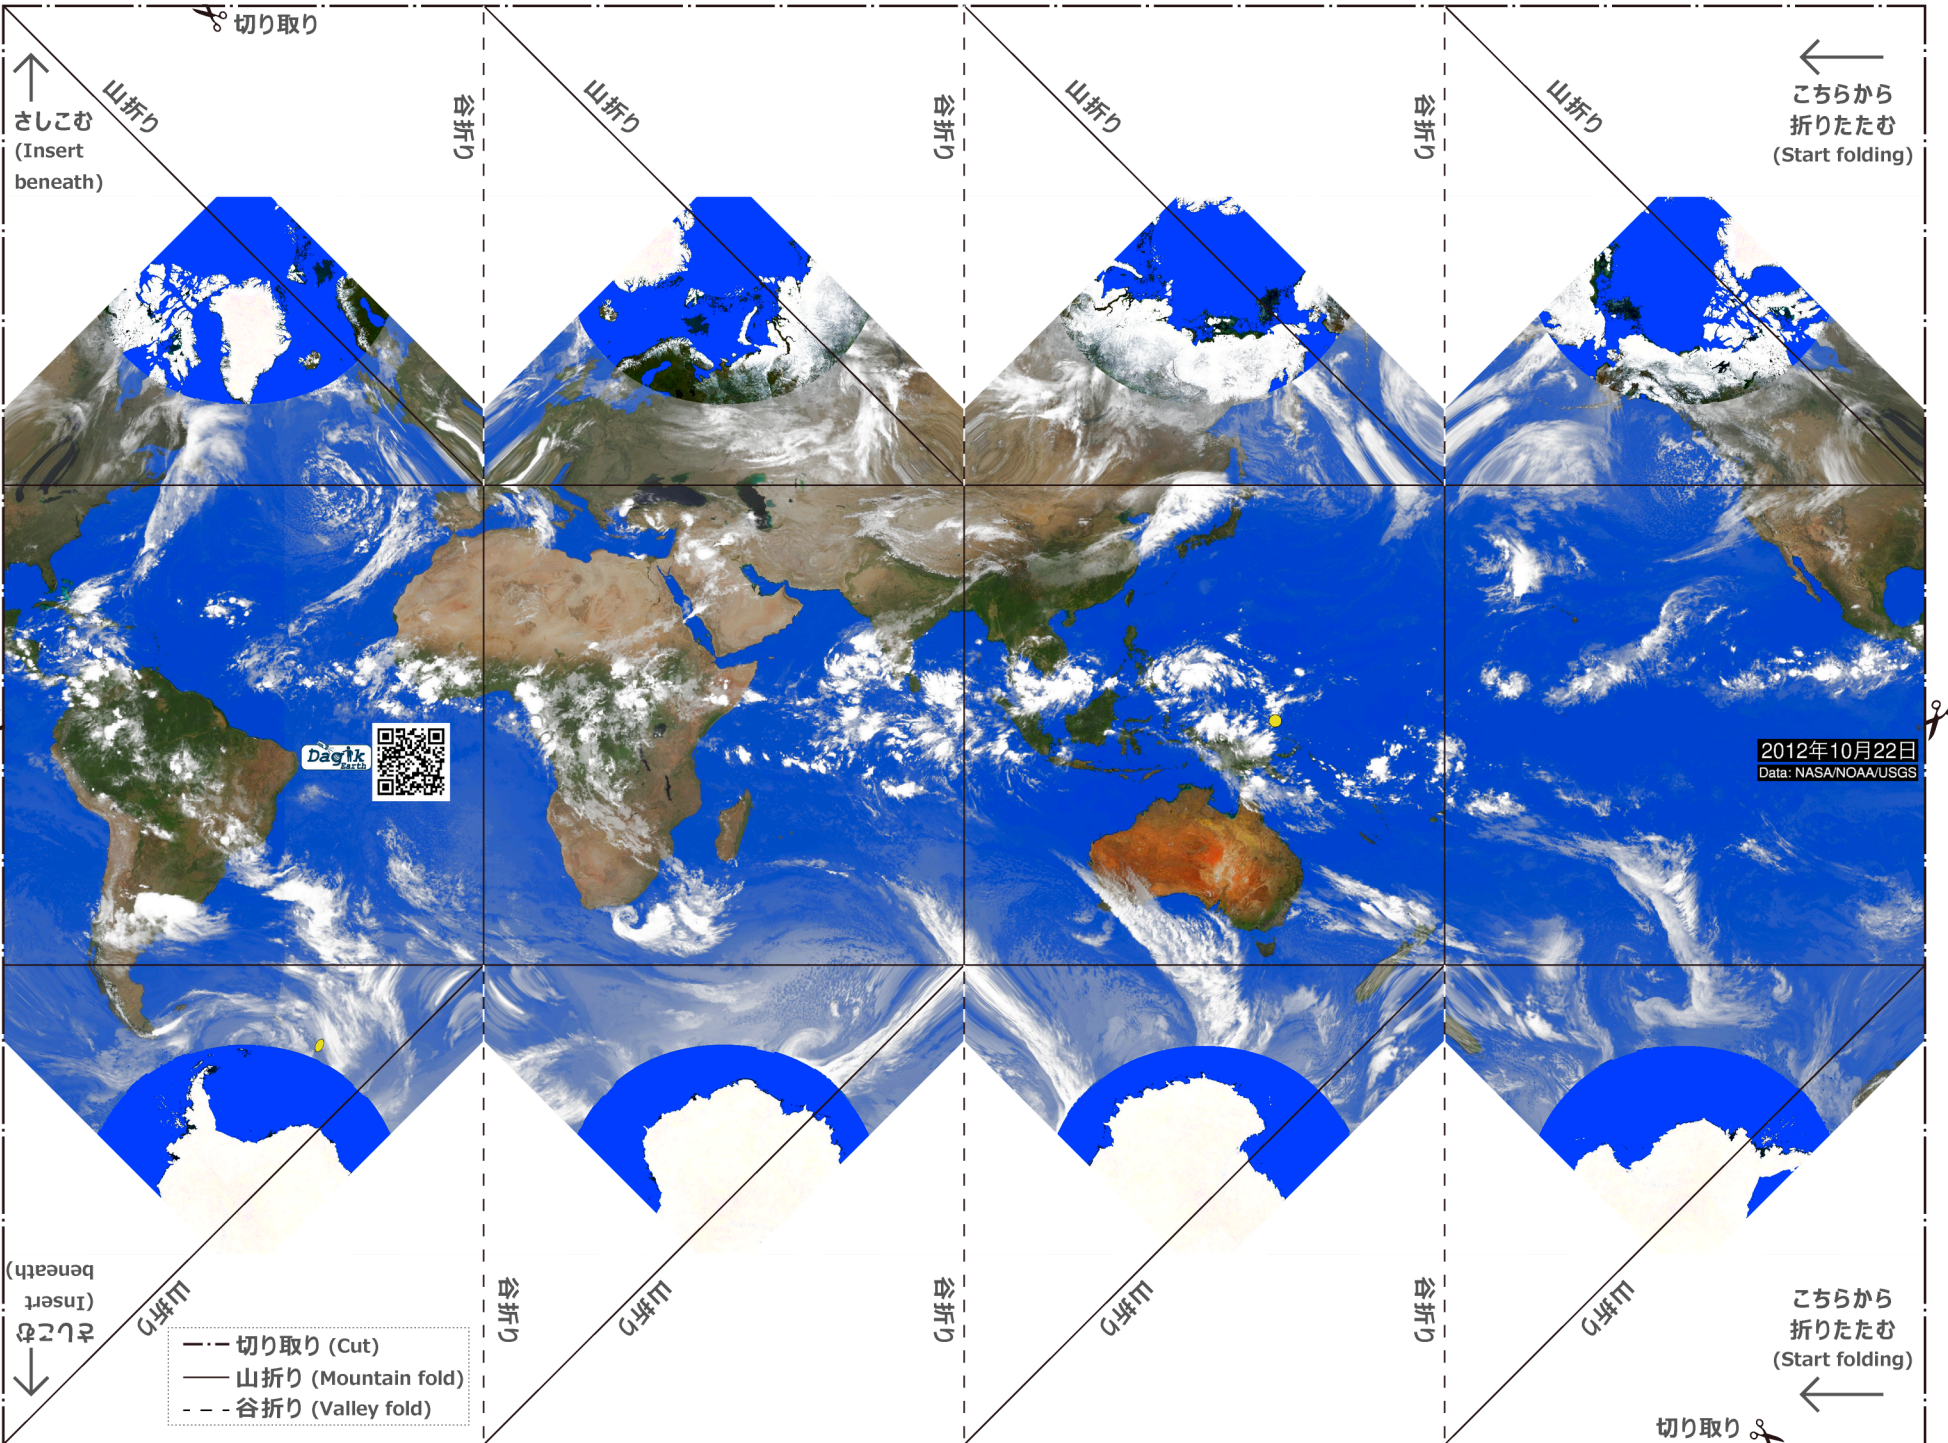 切り取り
山折り
谷折り
山折り
谷折り
山折り
谷折り
山折り
さしこむ
(Insert
beneath)
こちらから
折りたたむ
(Start folding)
Dagik
Earth
2012年10月22日
Data: NASA/NOAA/USGS
さしこむ
(Insert
beneath)
山折り
谷折り
山折り
谷折り
山折り
谷折り
山折り
こちらから
折りたたむ
(Start folding)
切り取り (Cut)
山折り (Mountain fold)
谷折り (Valley fold)
切り取り